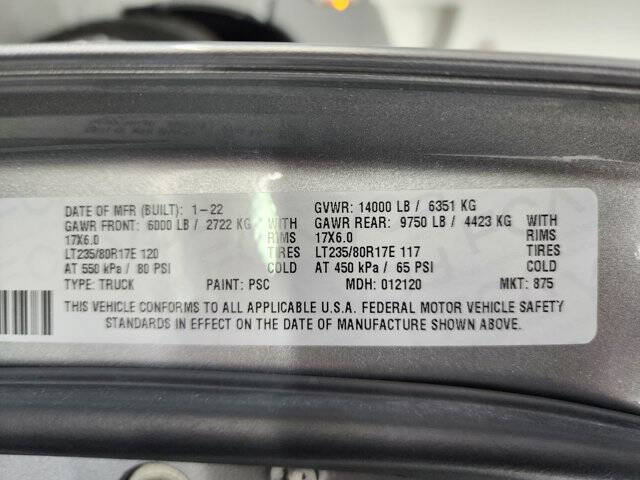 DATE OF MFR (BUILT): 1-22 GVWR: 14000 LB / 6351 KG
GAWR FRONT: 6000 LB / 2722 KG WITH GAWR REAR: 9750 LB / 4423 KG WITH
17X6.0 RIMS 17X6.0 RIMS
LT235/80R17E 120 TIRES LT235/80R17E 117 TIRES
AT 550 kPa / 80 PSI COLD AT 450 kPa / 65 PSI COLD
TYPE: TRUCK PAINT: PSC MDH: 012120 MKT: 875
THIS VEHICLE CONFORMS TO ALL APPLICABLE U.S.A. FEDERAL MOTOR VEHICLE SAFETY
STANDARDS IN EFFECT ON THE DATE OF MANUFACTURE SHOWN ABOVE.